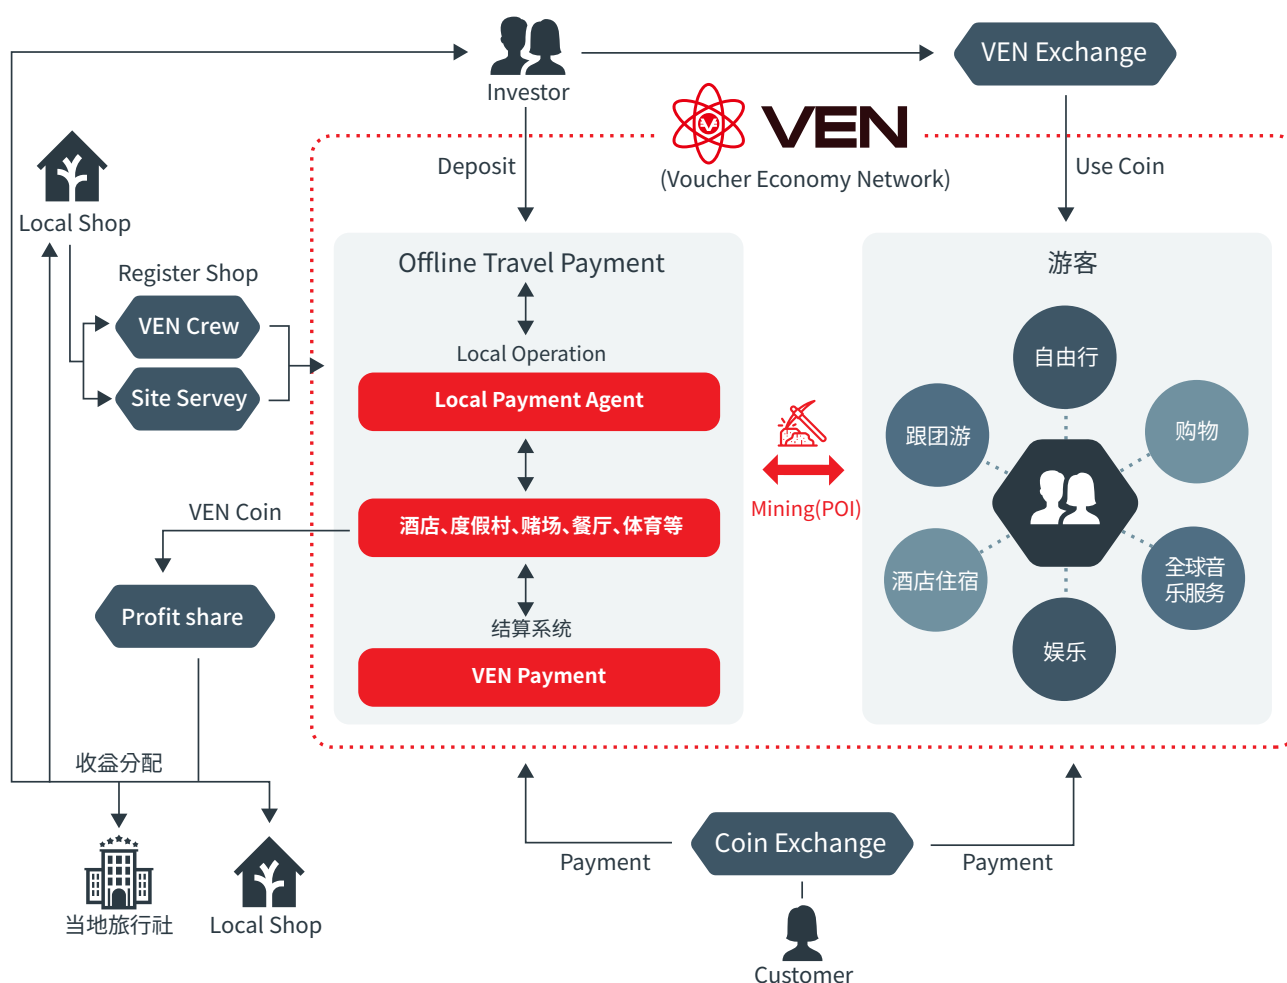 Investor
VEN Exchange
VEN
(Voucher Economy Network)
Deposit
Use Coin
Local Shop
Register Shop
VEN Crew
Site Servey
Offline Travel Payment
Local Operation
Local Payment Agent
酒店、度假村、赌场、餐厅、体育等
结算系统
VEN Payment
Mining(POI)
游客
自由行
跟团游
购物
酒店住宿
全球音
乐服务
娱乐
VEN Coin
Profit share
收益分配
当地旅行社
Local Shop
Coin Exchange
Payment
Payment
Customer